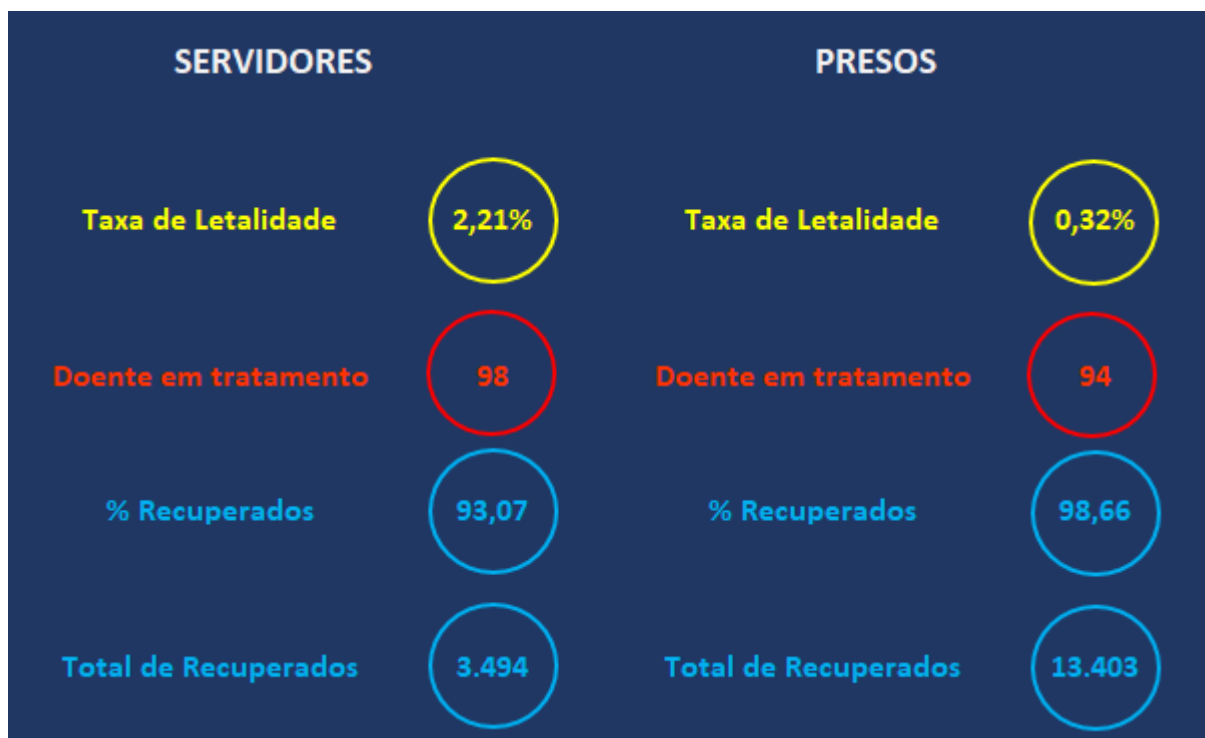 SERVIDORES
PRESOS
Taxa de Letalidade
2,21%
Taxa de Letalidade
0,32%
Doente em tratamento
98
Doente em tratamento
94
% Recuperados
93,07
% Recuperados
98,66
Total de Recuperados
3.494
Total de Recuperados
13.403